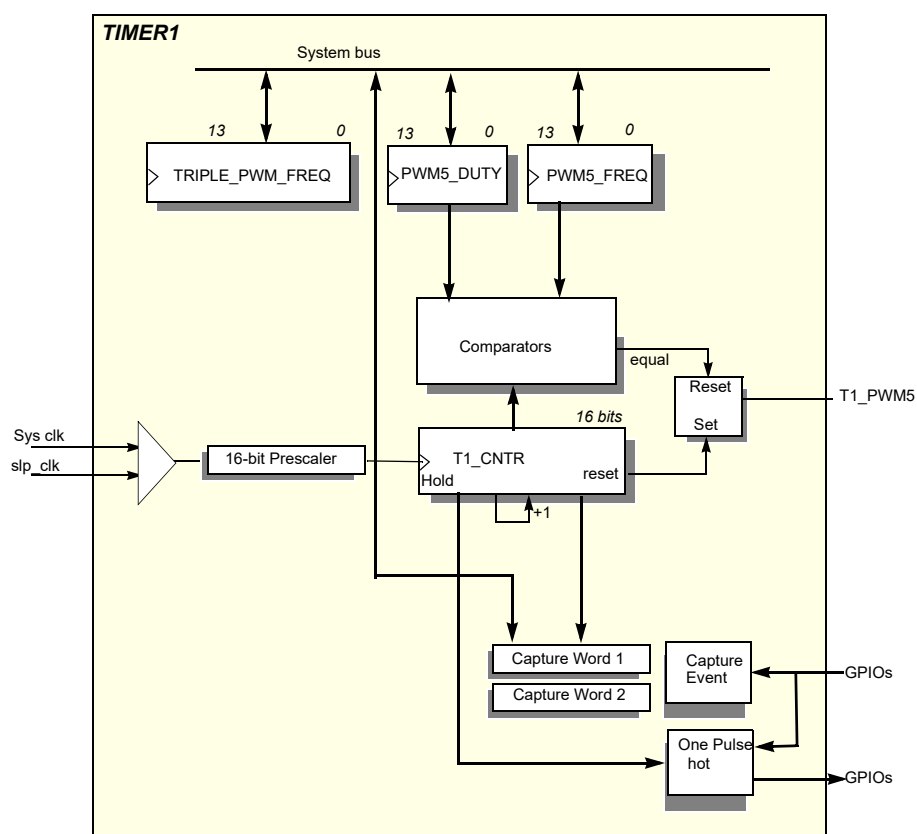 TIMER1
System bus
13 0
13 0
13 0
TRIPLE_PWM_FREQ
PWM5_DUTY
PWM5_FREQ
Comparators
equal
Reset
Set
T1_PWM5
16 bits
Sys clk
slp_clk
16-bit Prescaler
T1_CNTR
Hold
reset
+1
Capture Word 1
Capture Word 2
Capture
Event
GPIOs
One Pulse
hot
GPIOs